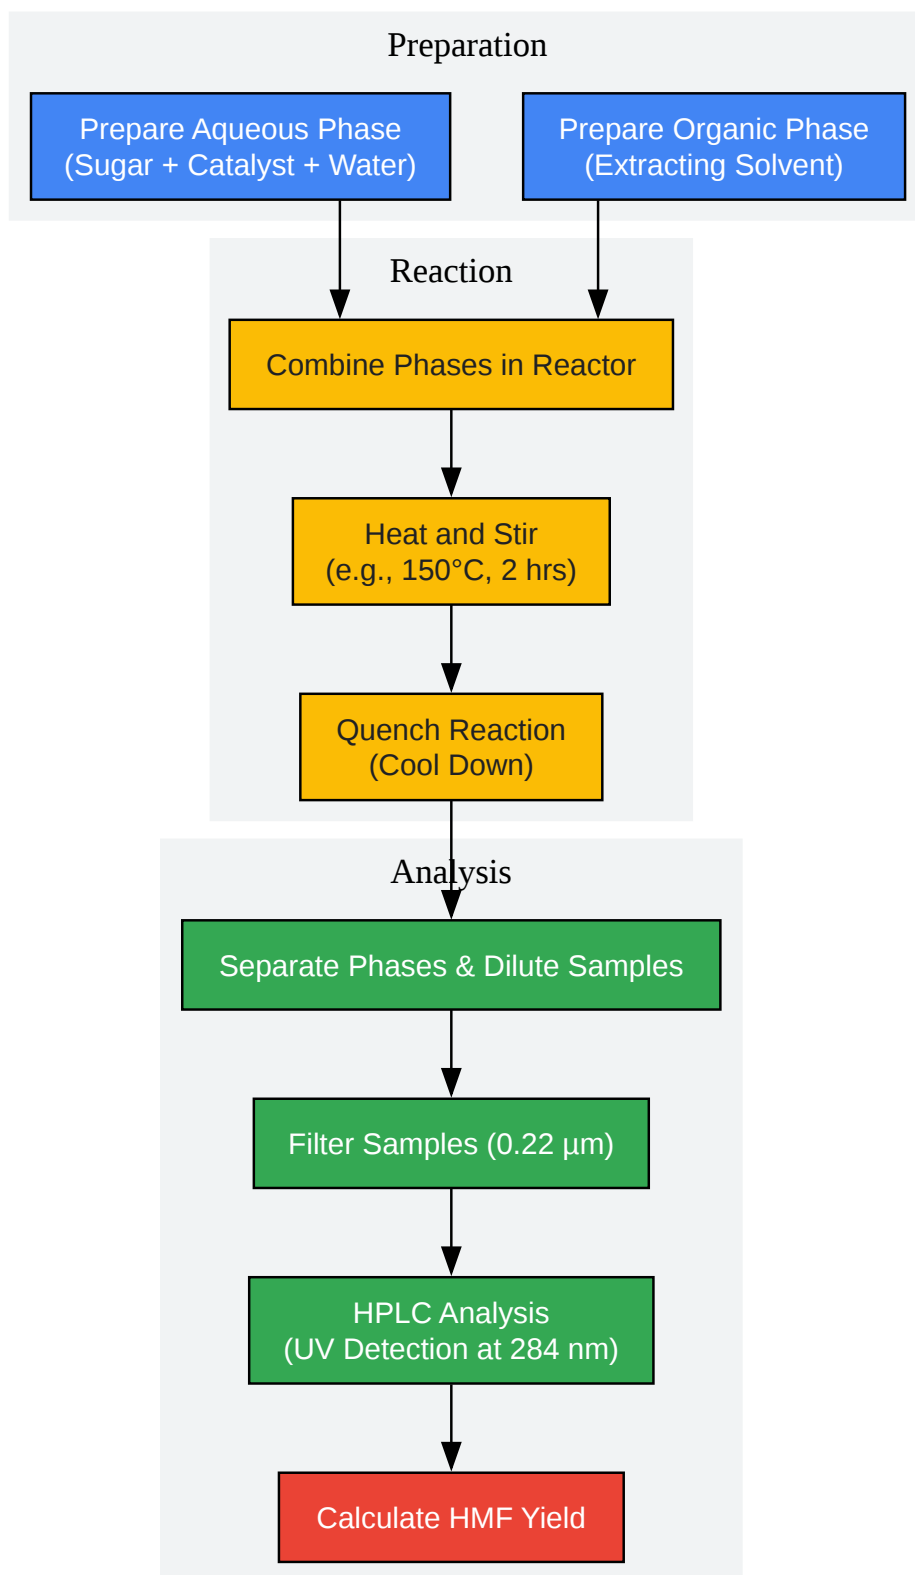 Preparation
Prepare Aqueous Phase
(Sugar + Catalyst + Water)
Prepare Organic Phase
(Extracting Solvent)
Reaction
Combine Phases in Reactor
Heat and Stir
(e.g., 150°C, 2 hrs)
Quench Reaction
(Cool Down)
Analysis
Separate Phases & Dilute Samples
Filter Samples (0.22 µm)
HPLC Analysis
(UV Detection at 284 nm)
Calculate HMF Yield